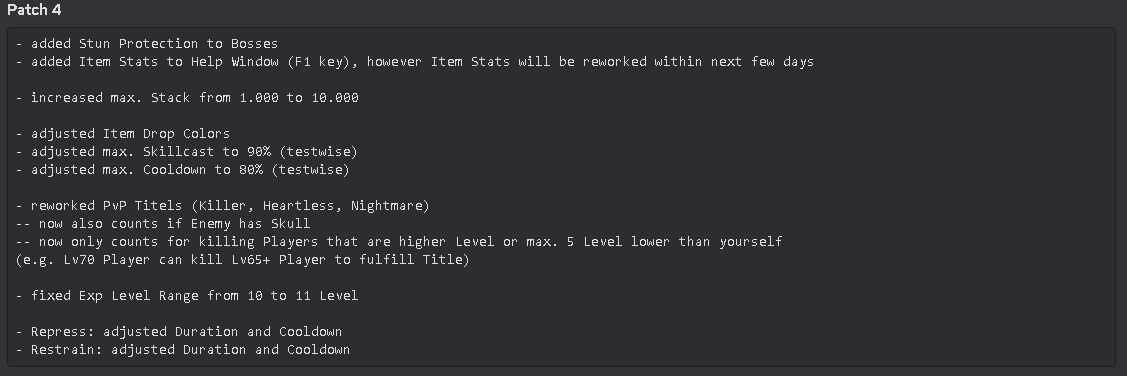 Patch 4
- added Stun Protection to Bosses
- added Item Stats to Help Window (F1 key), however Item Stats will be reworked within next few days
- increased max. Stack from 1.000 to 10.000
- adjusted Item Drop Colors
- adjusted max. Skillcast to 90% (testwise)
- adjusted max. Cooldown to 80% (testwise)
- reworked PvP Titels (Killer, Heartless, Nightmare)
-- now also counts if Enemy has Skull
-- now only counts for killing Players that are higher Level or max. 5 Level lower than yourself
(e.g. Lv70 Player can kill Lv65+ Player to fulfill Title)
- fixed Exp Level Range from 10 to 11 Level
- Repress: adjusted Duration and Cooldown
- Restrain: adjusted Duration and Cooldown